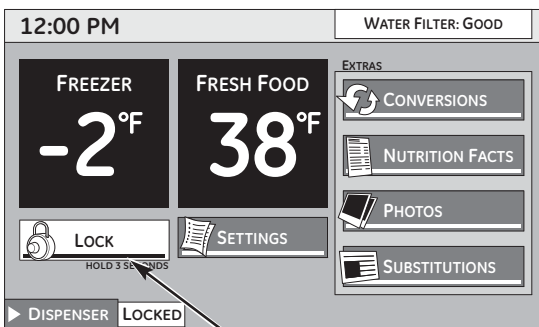 12:00 PM
WATER FILTER: GOOD
FREEZER
-2°F
FRESH FOOD
38°F
EXTRAS
CONVERSIONS
NUTRITION FACTS
PHOTOS
SUBSTITUTIONS
LOCK
HOLD 3 SECONDS
SETTINGS
DISPENSER LOCKED